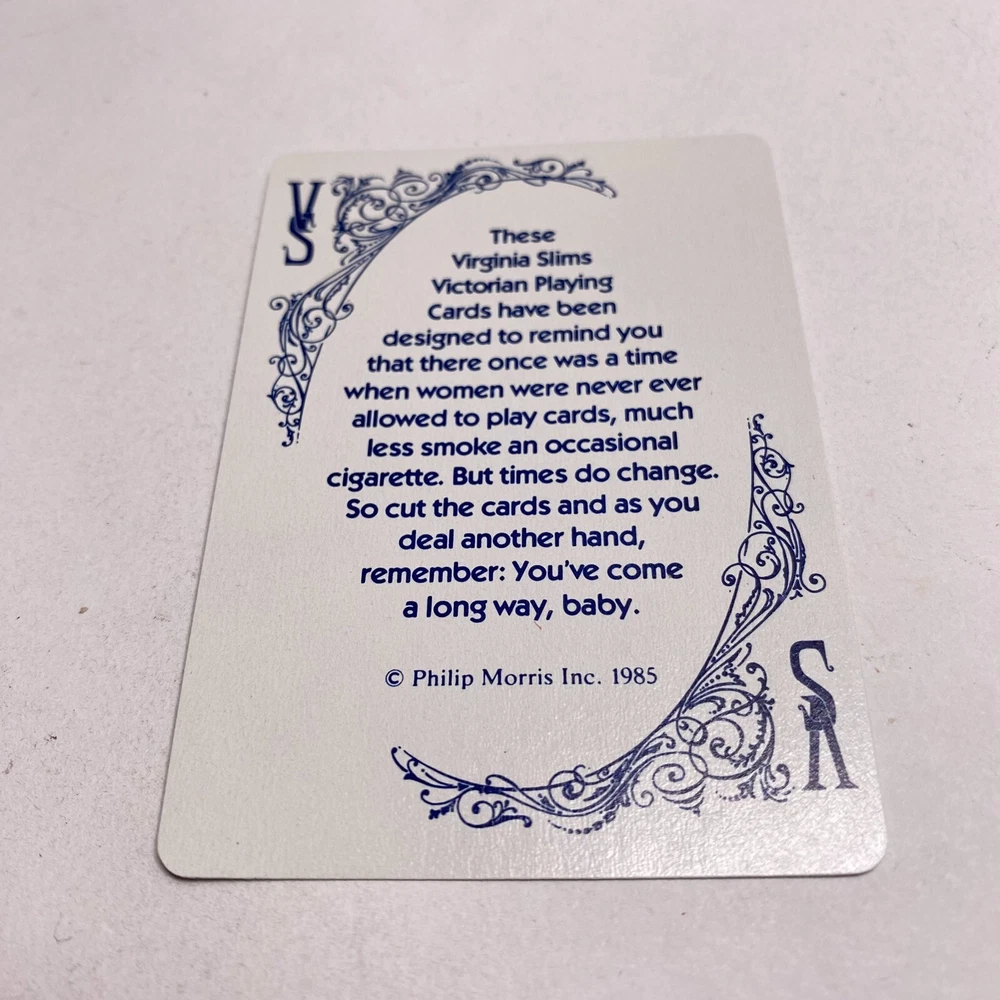 VS
These
Virginia Slims
Victorian Playing
Cards have been
designed to remind you
that there once was a time
when women were never ever
allowed to play cards, much
less smoke an occasional
cigarette. But times do change.
So cut the cards and as you
deal another hand,
remember: You've come
a long way, baby.
© Philip Morris Inc. 1985
VS